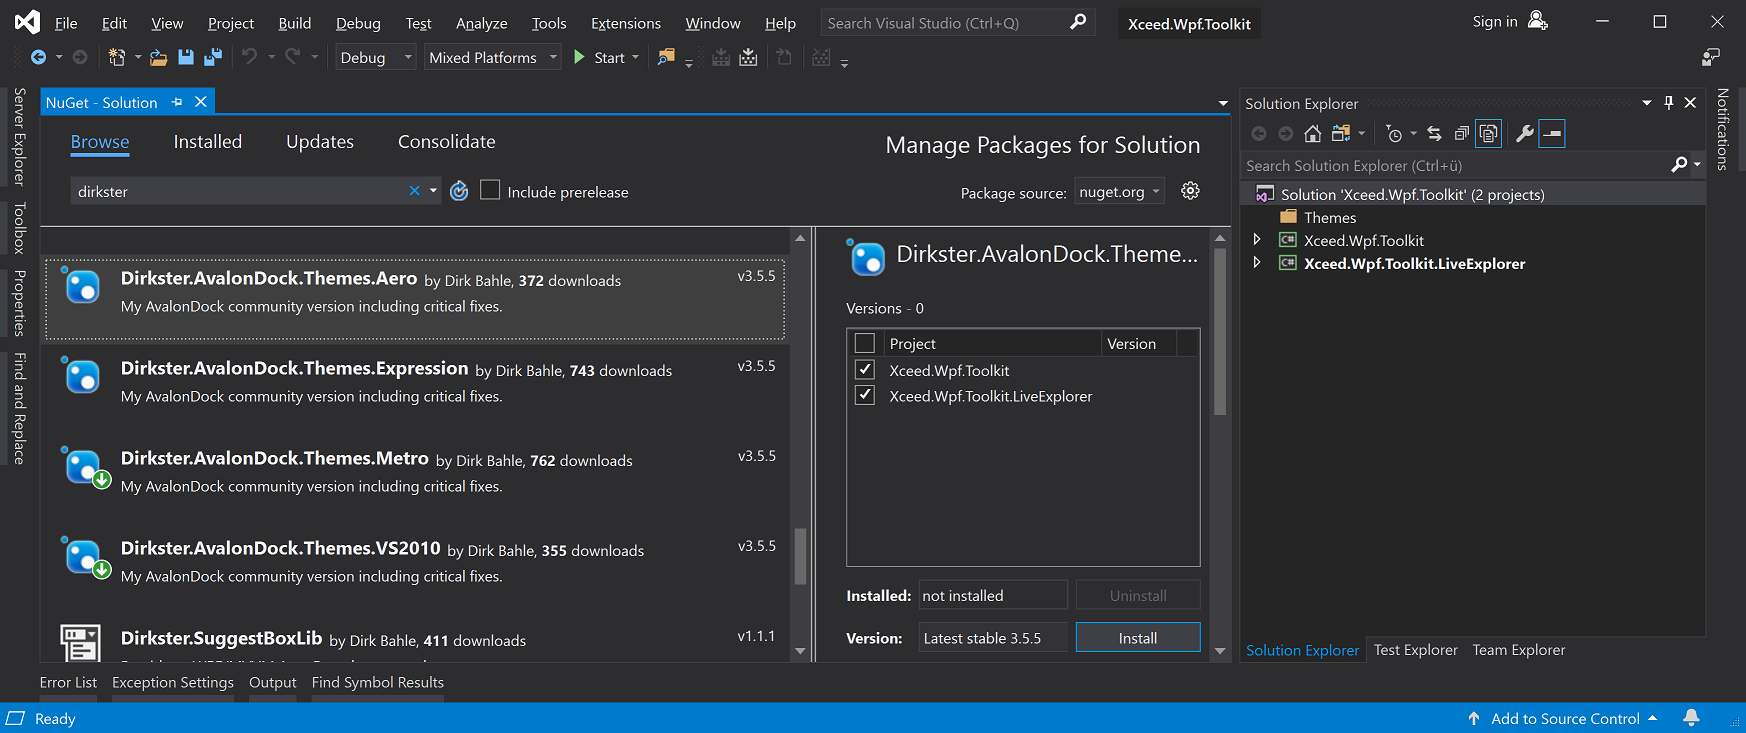 File Edit View Project Build Debug Test Analyze Tools Extensions Window Help Search Visual Studio (Ctrl+Q) Xceed.Wpf.Toolkit Sign in
Debug Mixed Platforms Start
Server Explorer
Toolbox
Properties
Find and Replace
NuGet - Solution
Browse Installed Updates Consolidate
Manage Packages for Solution
dirkster
Include prerelease
Package source: nuget.org
Dirkster.AvalonDock.Themes.Aero by Dirk Bahle, 372 downloads v3.5.5
My AvalonDock community version including critical fixes.
Dirkster.AvalonDock.Themes.Expression by Dirk Bahle, 743 downloads v3.5.5
My AvalonDock community version including critical fixes.
Dirkster.AvalonDock.Themes.Metro by Dirk Bahle, 762 downloads v3.5.5
My AvalonDock community version including critical fixes.
Dirkster.AvalonDock.Themes.VS2010 by Dirk Bahle, 355 downloads v3.5.5
My AvalonDock community version including critical fixes.
Dirkster.SuggestBoxLib by Dirk Bahle, 411 downloads v1.1.1
Dirkster.AvalonDock.Theme...
Versions - 0
Project Version
Xceed.Wpf.Toolkit
Xceed.Wpf.Toolkit.LiveExplorer
Installed: not installed Uninstall
Version: Latest stable 3.5.5 Install
Solution Explorer
Search Solution Explorer (Ctrl+ü)
Solution 'Xceed.Wpf.Toolkit' (2 projects)
Themes
C# Xceed.Wpf.Toolkit
C# Xceed.Wpf.Toolkit.LiveExplorer
Solution Explorer Test Explorer Team Explorer
Notifications
Error List Exception Settings Output Find Symbol Results
Ready
Add to Source Control